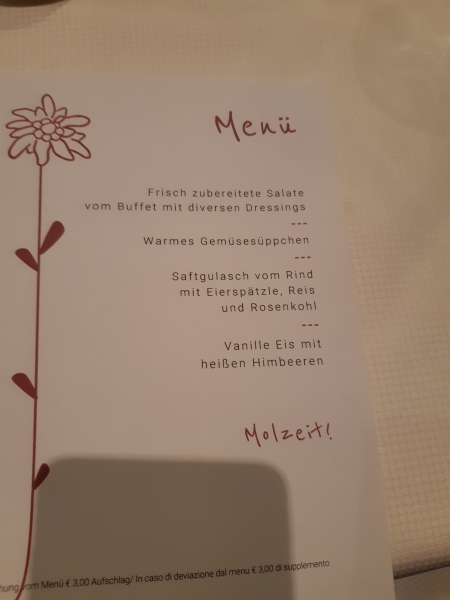 Menü
Frisch zubereitete Salate
vom Buffet mit diversen Dressings
---
Warmes Gemüsesüppchen
---
Saftgulasch vom Rind
mit Eierspätzle, Reis
und Rosenkohl
---
Vanille Eis mit
heißen Himbeeren
Molzeit!
vom Menü € 3,00 Aufschlag/ In caso di deviazione dal menu € 3,00 di supplemento